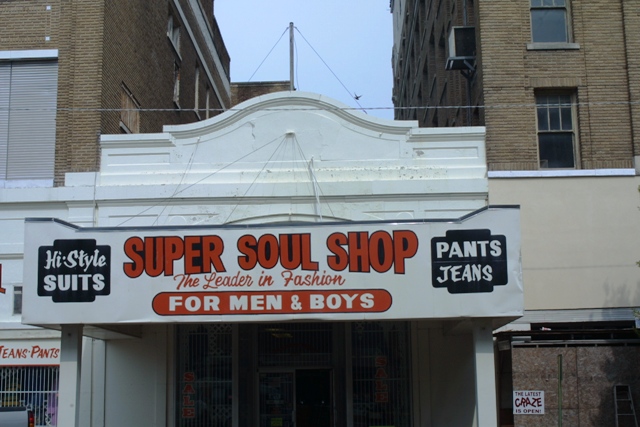 Hi-Style
SUITS
SUPER SOUL SHOP
The Leader in Fashion
FOR MEN & BOYS
PANTS
JEANS
JEANS·PANTS
THE LATEST
CRAZE
IS OPEN!